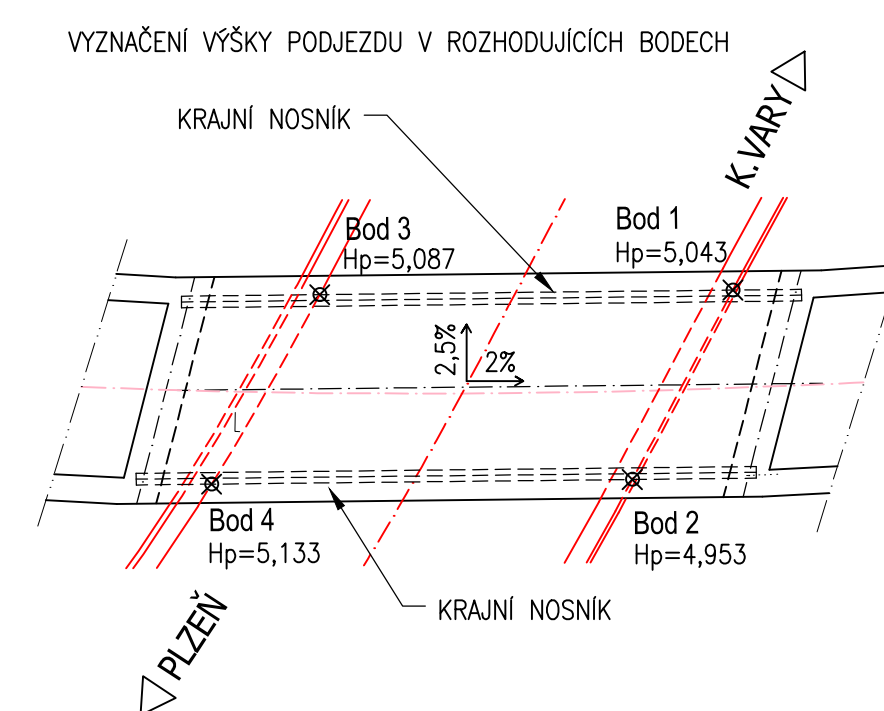 VYZNAČENÍ VÝŠKY PODJEZDU V ROZHODUJÍCÍCH BODECH
KRAJNÍ NOSNÍK
K.VARY
Bod 3
Hp=5,087
Bod 1
Hp=5,043
2,5%
2%
Bod 4
Hp=5,133
Bod 2
Hp=4,953
KRAJNÍ NOSNÍK
PLZEŇ